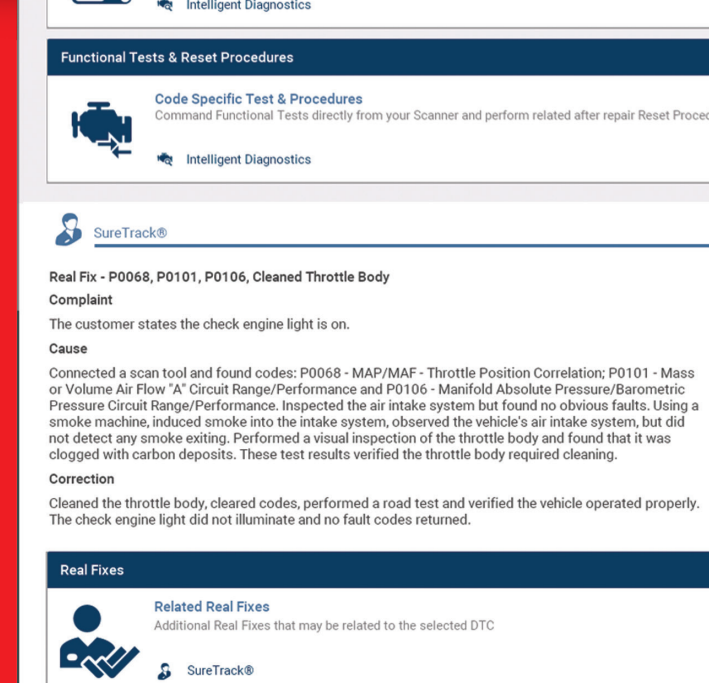 Intelligent Diagnostics
Functional Tests & Reset Procedures
Code Specific Test & Procedures
Command Functional Tests directly from your Scanner and perform related after repair Reset
Intelligent Diagnostics
SureTrack®
Real Fix - P0068, P0101, P0106, Cleaned Throttle Body
Complaint
The customer states the check engine light is on.
Cause
Connected a scan tool and found codes: P0068 - MAP/MAF - Throttle Position Correlation; P0101 - Mass
or Volume Air Flow "A" Circuit Range/Performance and P0106 - Manifold Absolute Pressure/Barometric
Pressure Circuit Range/Performance. Inspected the air intake system but found no obvious faults. Using a
smoke machine, induced smoke into the intake system, observed the vehicle's air intake system, but did
not detect any smoke exiting. Performed a visual inspection of the throttle body and found that it was
clogged with carbon deposits. These test results verified the throttle body required cleaning.
Correction
Cleaned the throttle body, cleared codes, performed a road test and verified the vehicle operated properly.
The check engine light did not illuminate and no fault codes returned.
Real Fixes
Related Real Fixes
Additional Real Fixes that may be related to the selected DTC
SureTrack®